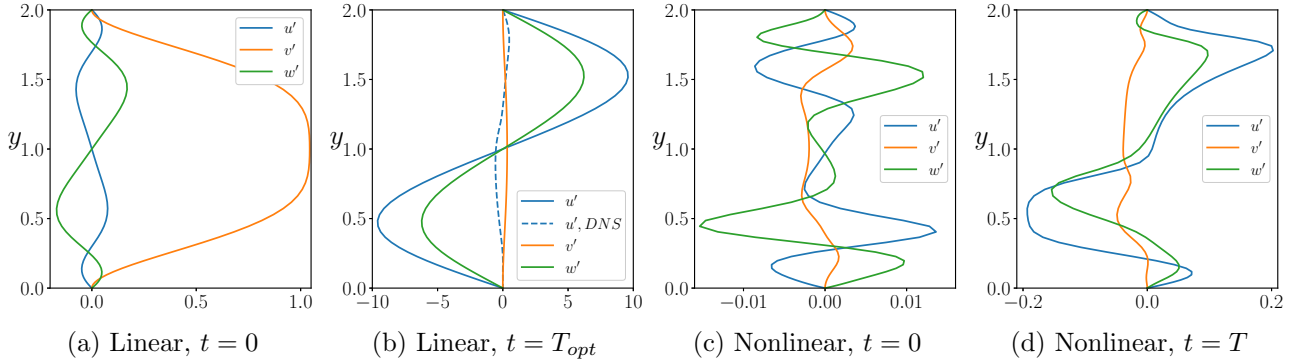 2.0
1.5
y
1.0
0.5
0.0
0.0
0.5
1.0
u′
v′
w′
(a) Linear, t = 0
2.0
1.5
y
1.0
0.5
0.0
−10
−5
0
5
10
u′
u′, DNS
v′
w′
(b) Linear, t = T_opt
2.0
1.5
y
1.0
0.5
0.0
−0.01
0.00
0.01
u′
v′
w′
(c) Nonlinear, t = 0
2.0
1.5
y
1.0
0.5
0.0
−0.2
0.0
0.2
u′
v′
w′
(d) Nonlinear, t = T